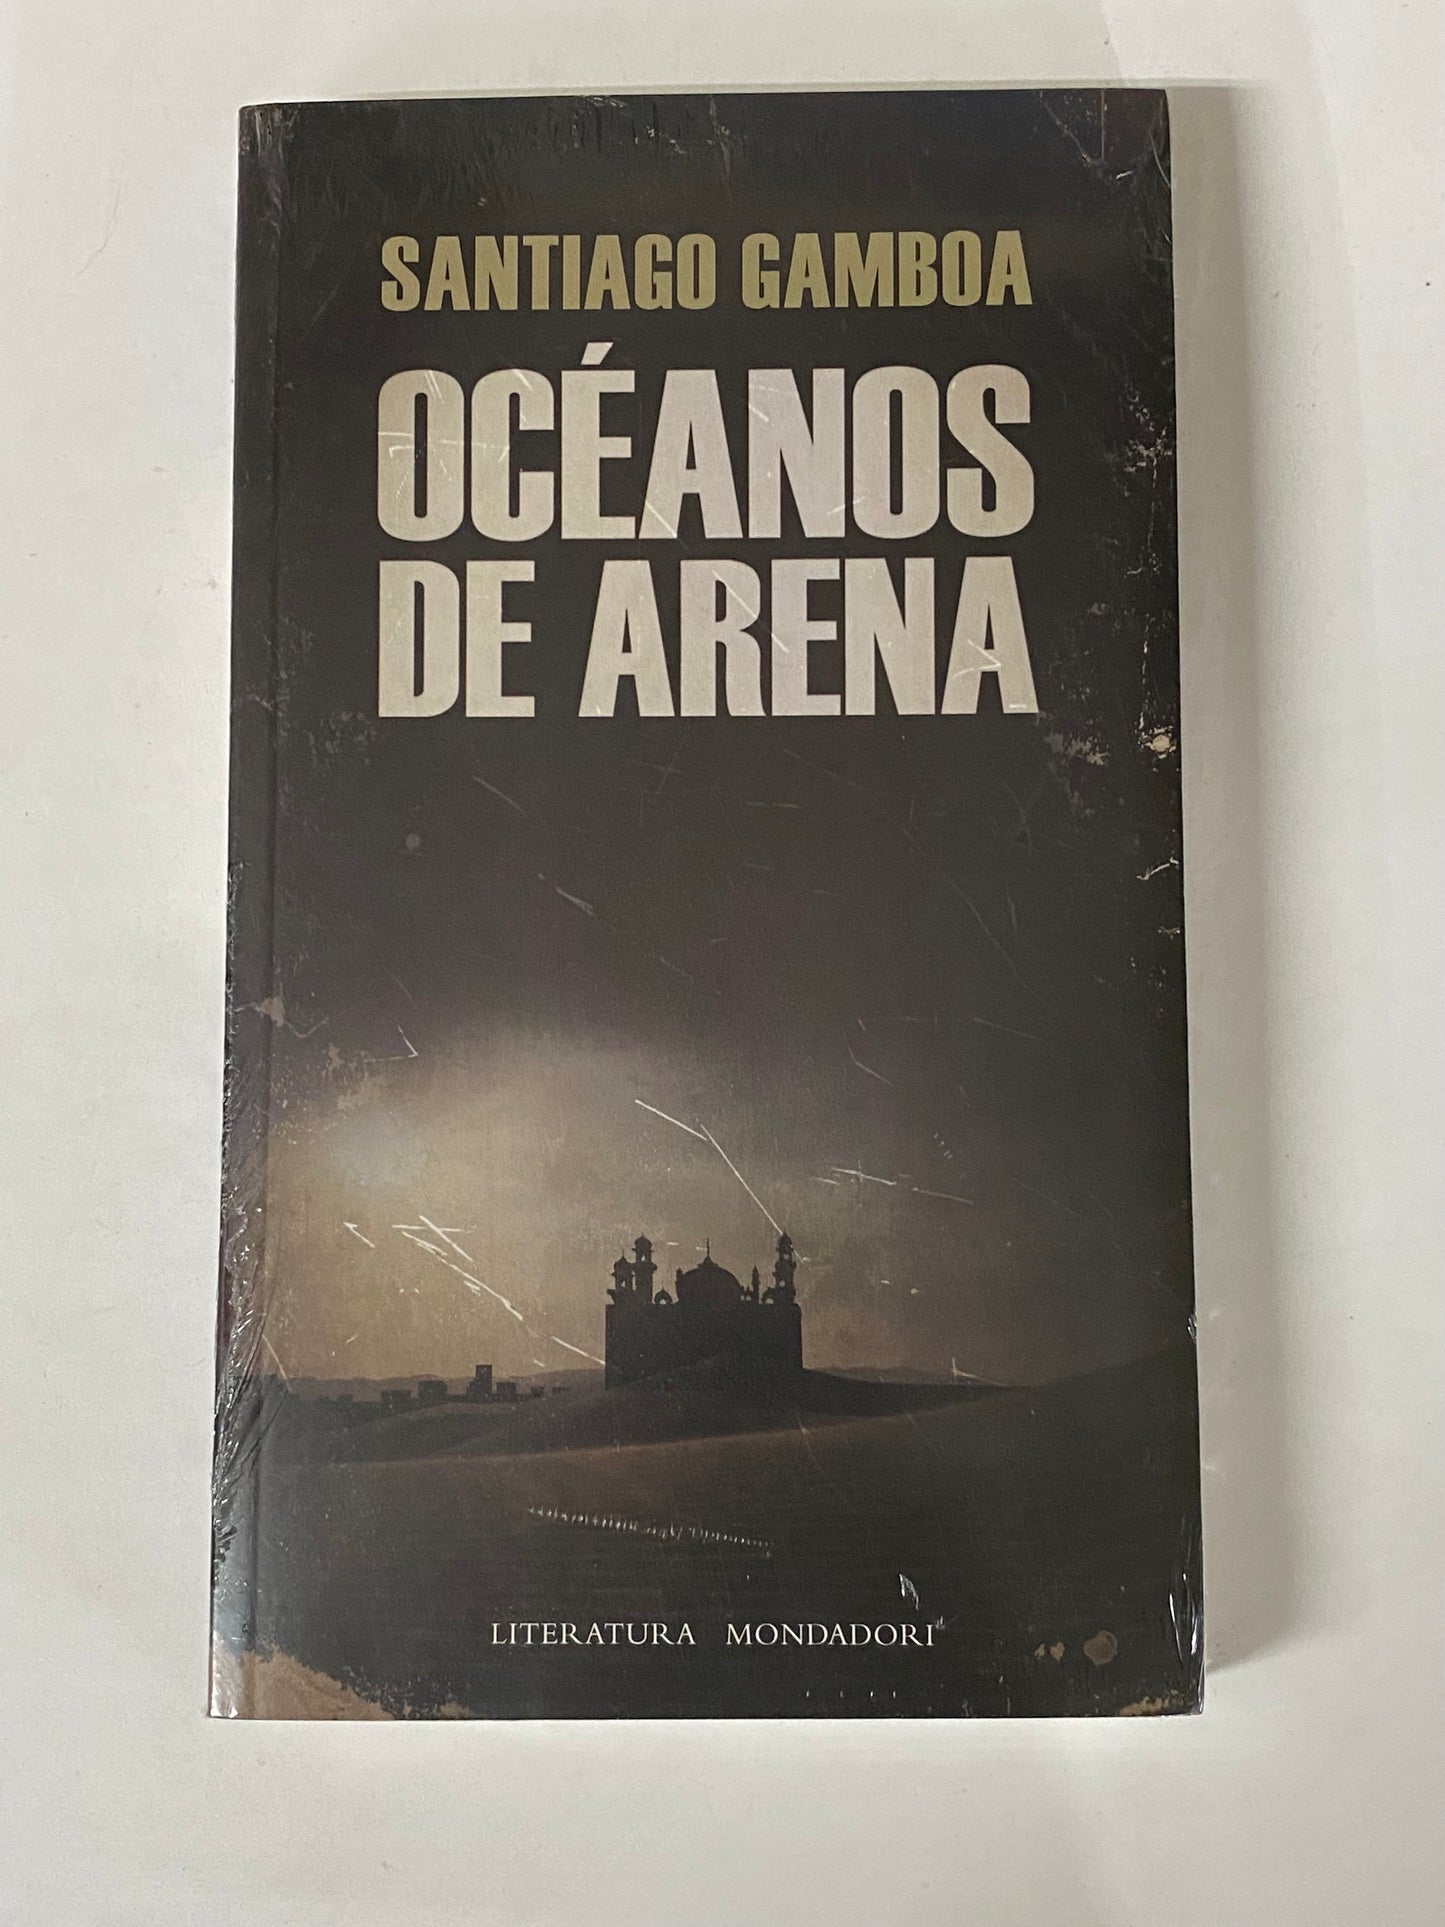 SANTIAGO GAMBOA
OCÉANOS
DE ARENA
LITERATURA MONDADORI